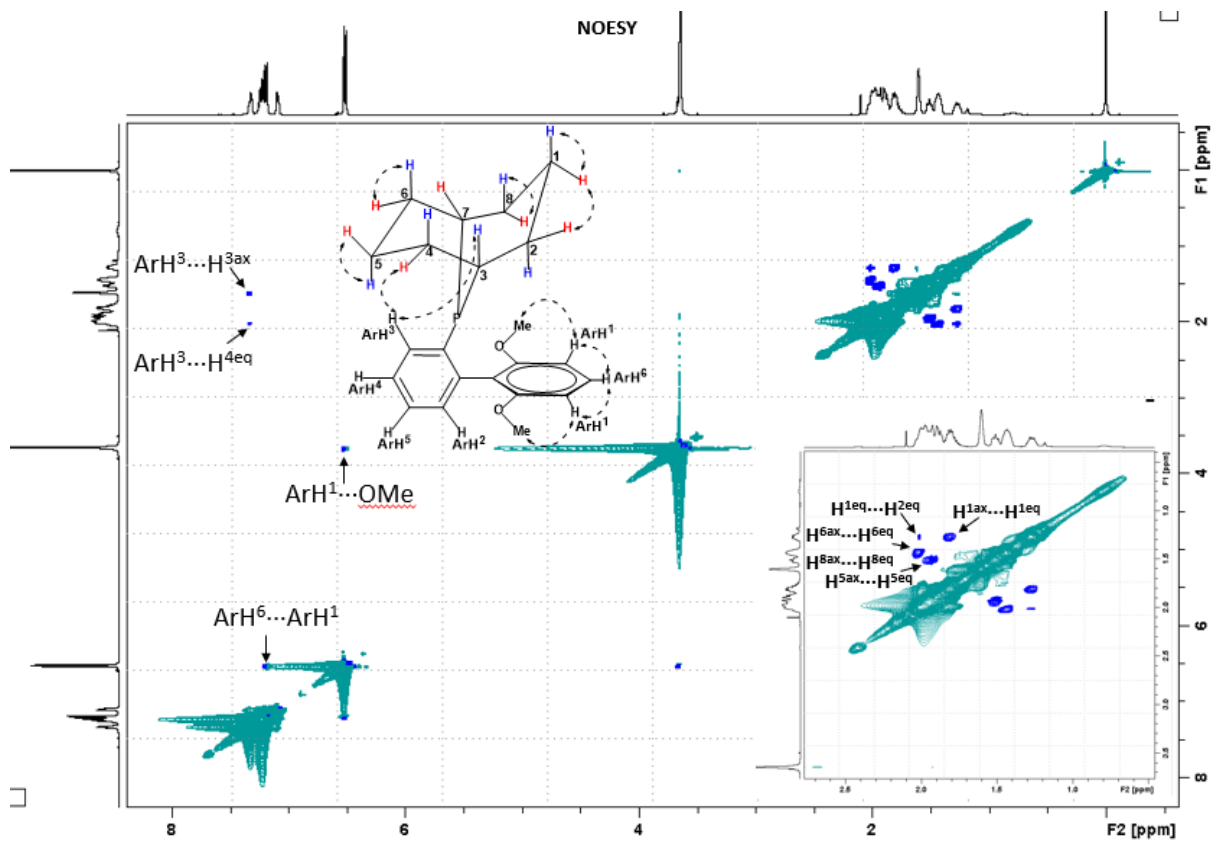 NOESY
F1 [ppm]
H
H
1
H
H
6
H
H
7
8
H
H
H
H
H
2
H
5
4
3
H
H
H
ArH³···H³ᵃˣ
ArH³···H⁴ᵉq
H
P
Me
ArH¹
ArH³
O
H
H
ArH⁴
H
ArH⁶
O
H
H
H
Me
ArH¹
ArH⁵
ArH²
ArH¹···OMe
ArH⁶···ArH¹
2
4
6
8
H¹ᵉq···H²ᵉq
H¹ᵃˣ···H¹ᵉq
H⁶ᵃˣ···H⁶ᵉq
H⁸ᵃˣ···H⁸ᵉq
H⁵ᵃˣ···H⁵ᵉq
F1 [ppm]
1.0
1.5
2.0
2.5
3.0
3.5
2.5
2.0
1.5
1.0
F2 [ppm]
8
6
4
2
F2 [ppm]